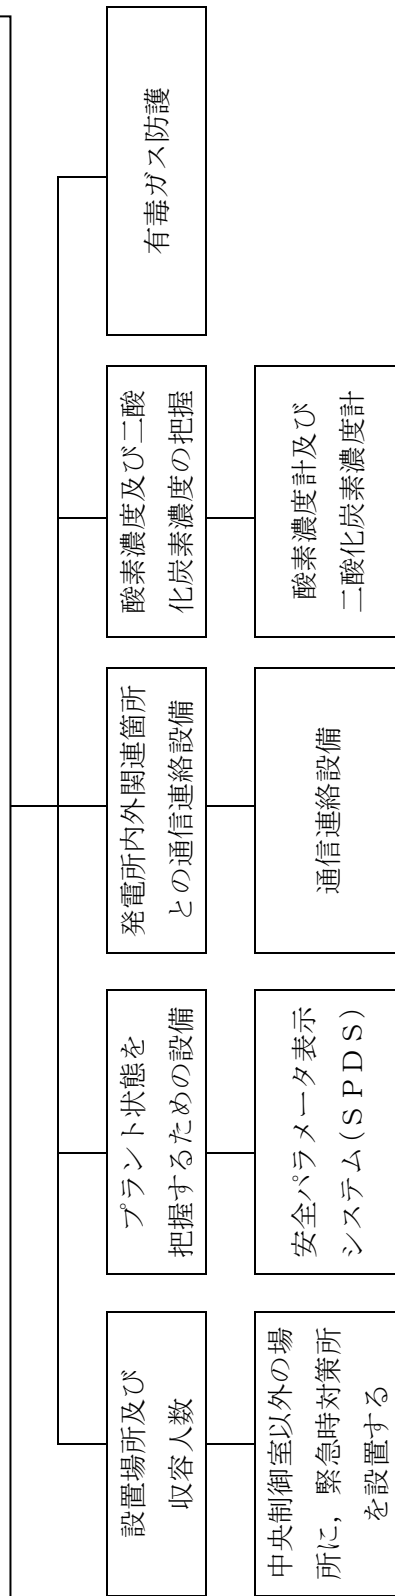 設置場所及び
収容人数
プラント状態を
把握するための設備
発電所内外関連箇所
との通信連絡設備
酸素濃度及び二酸
化炭素濃度の把握
有毒ガス防護
中央制御室以外の場
所に，緊急時対策所
を設置する
安全パラメータ表示
システム(ＳＰＤＳ)
通信連絡設備
酸素濃度計及び
二酸化炭素濃度計